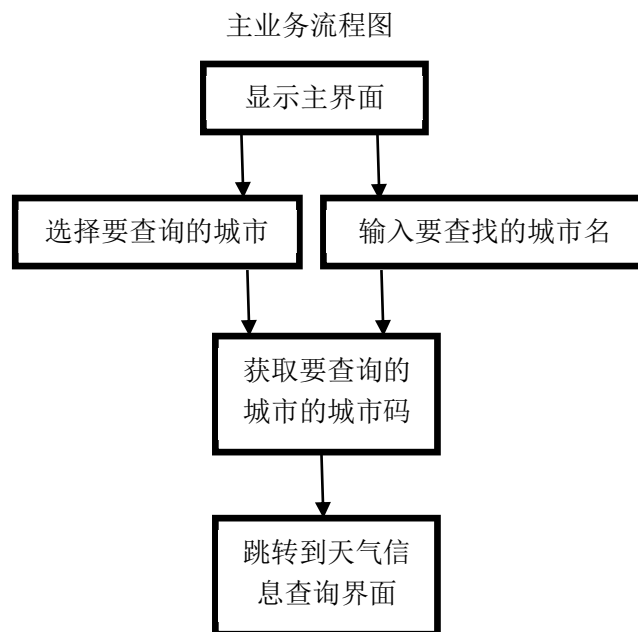 主业务流程图
显示主界面
选择要查询的城市
输入要查找的城市名
获取要查询的
城市的城市码
跳转到天气信
息查询界面